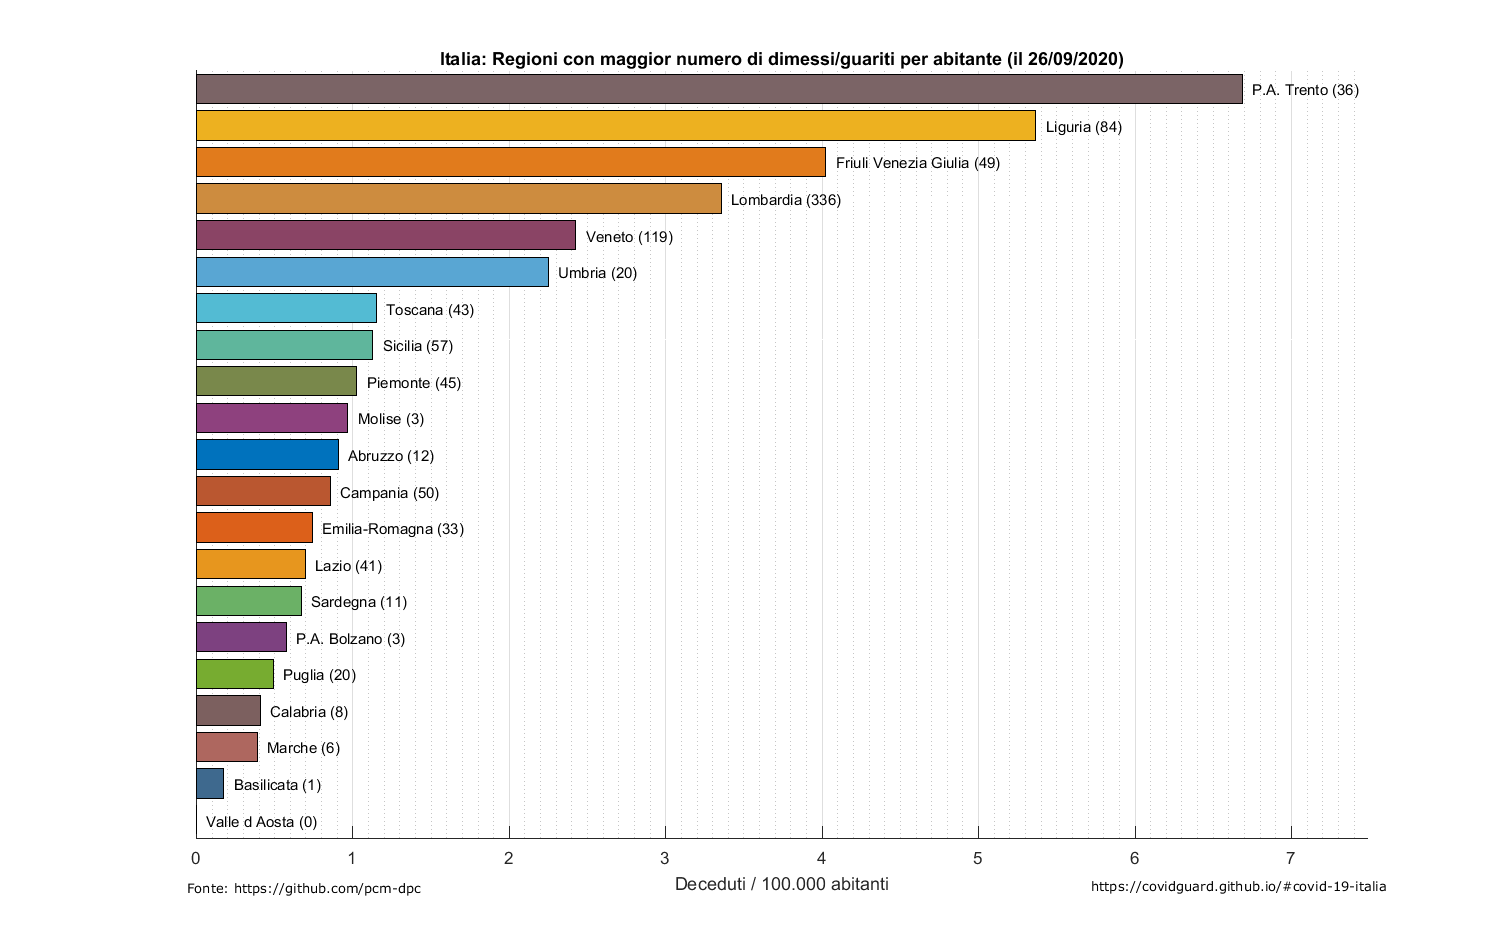 Italia: Regioni con maggior numero di dimessi/guariti per abitante (il 26/09/2020)
P.A. Trento (36)
Liguria (84)
Friuli Venezia Giulia (49)
Lombardia (336)
Veneto (119)
Umbria (20)
Toscana (43)
Sicilia (57)
Piemonte (45)
Molise (3)
Abruzzo (12)
Campania (50)
Emilia-Romagna (33)
Lazio (41)
Sardegna (11)
P.A. Bolzano (3)
Puglia (20)
Calabria (8)
Marche (6)
Basilicata (1)
Valle d Aosta (0)
0 1 2 3 4 5 6 7
Deceduti / 100.000 abitanti
Fonte: https://github.com/pcm-dpc
https://covidguard.github.io/#covid-19-italia